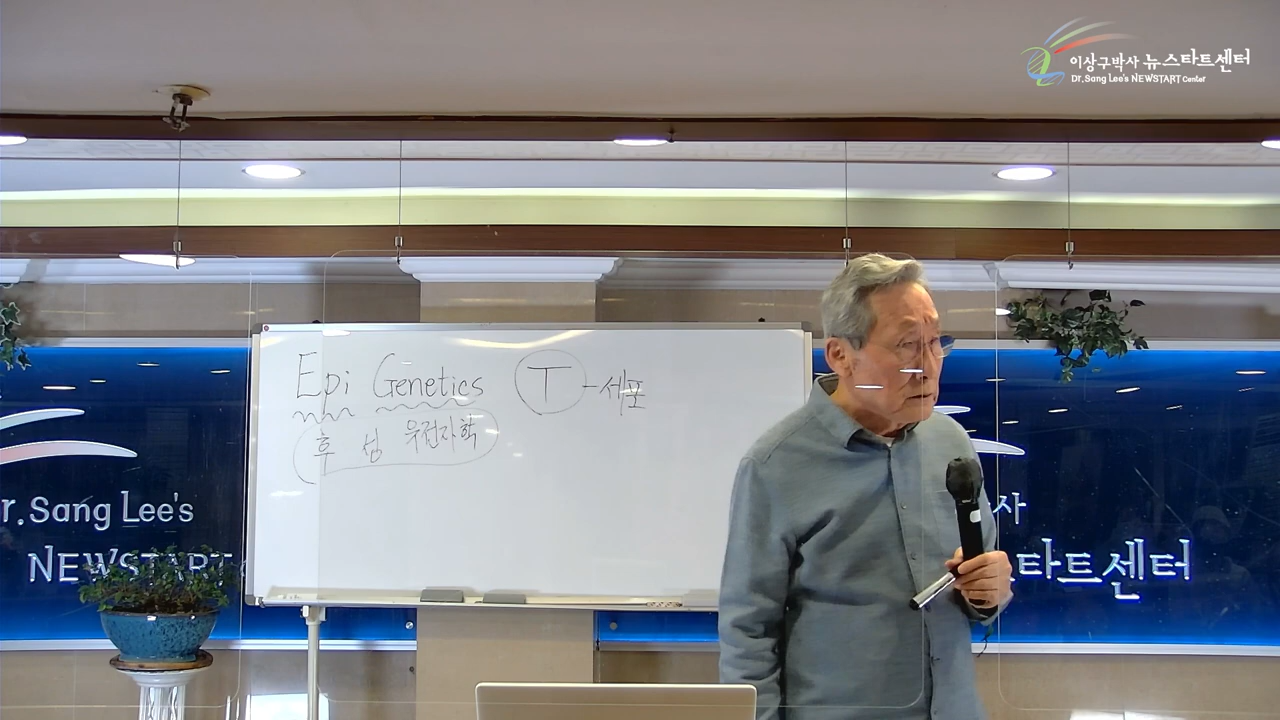 이상구박사 뉴스타트센터
Dr. Sang Lee's NEWSTART Center
Epi Genetics T-세포
후 성 유전자학
r. Sang Lee's
NEWSTART
사
타트센터